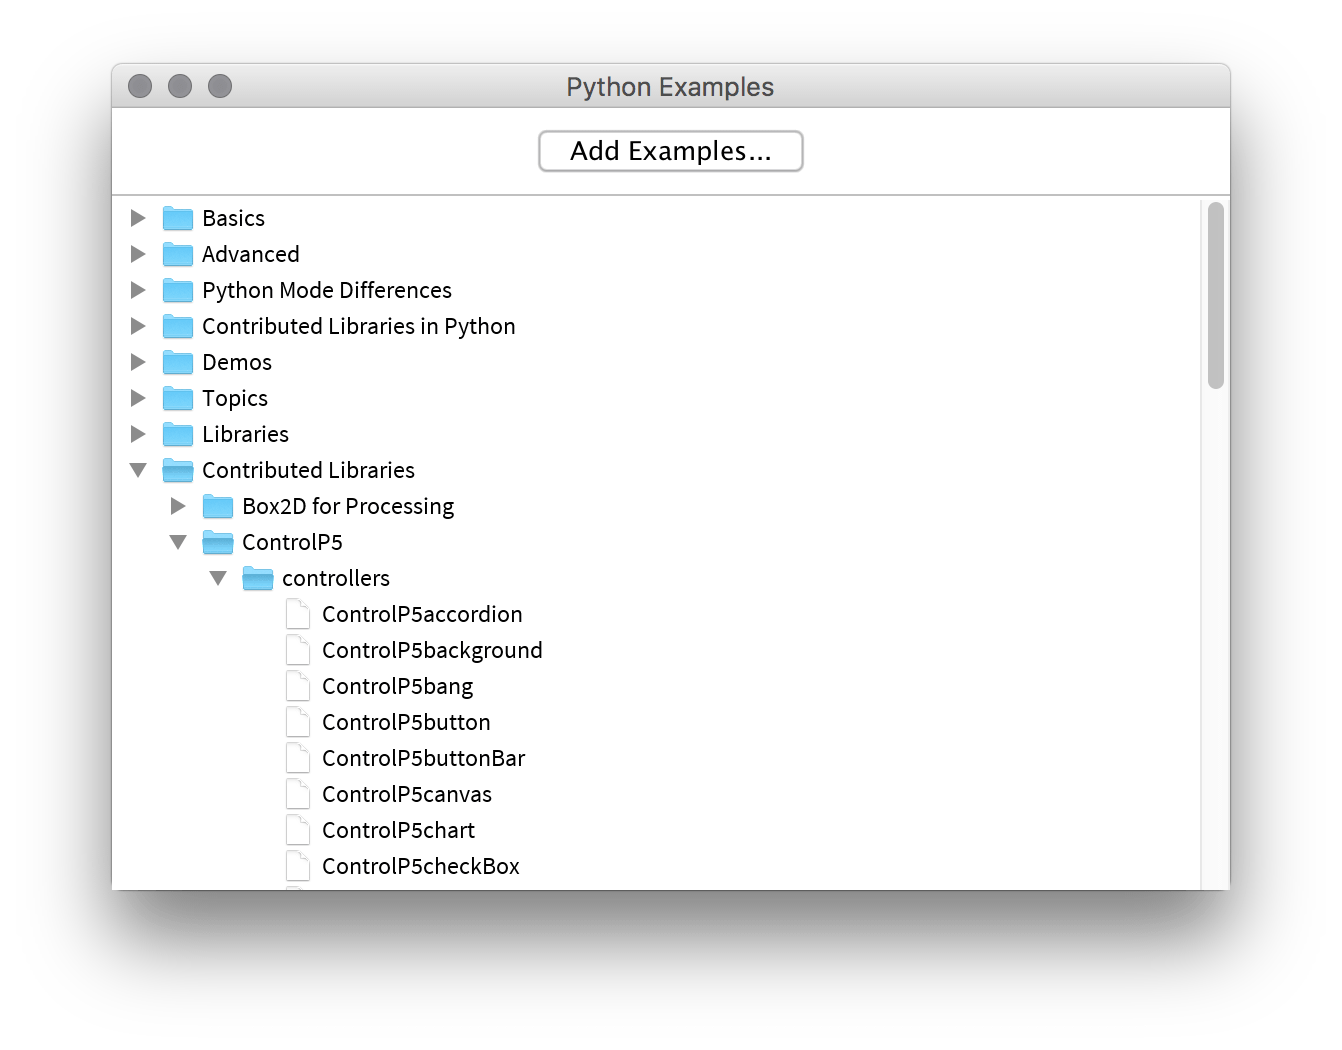 Python Examples
Add Examples...
Basics
Advanced
Python Mode Differences
Contributed Libraries in Python
Demos
Topics
Libraries
Contributed Libraries
Box2D for Processing
ControlP5
controllers
ControlP5accordion
ControlP5background
ControlP5bang
ControlP5button
ControlP5buttonBar
ControlP5canvas
ControlP5chart
ControlP5checkBox